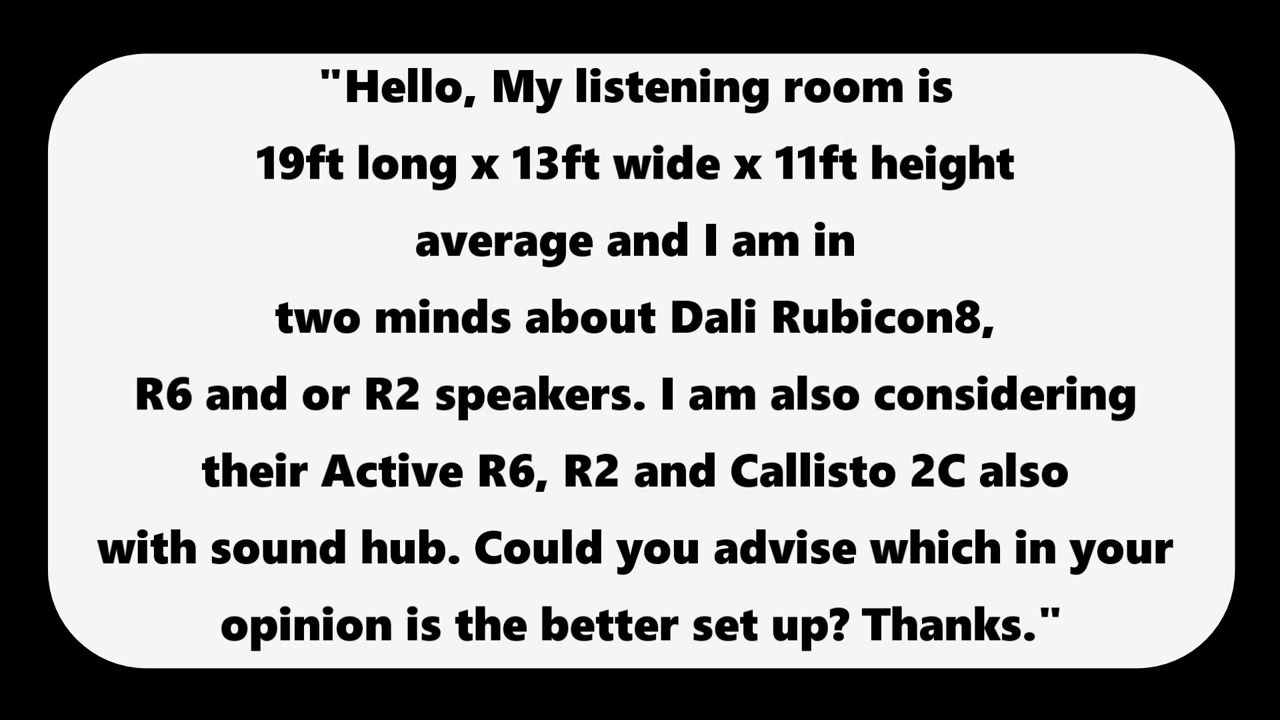 "Hello, My listening room is
19ft long x 13ft wide x 11ft height
average and I am in
two minds about Dali Rubicon8,
R6 and or R2 speakers. I am also considering
their Active R6, R2 and Callisto 2C also
with sound hub. Could you advise which in your
opinion is the better set up? Thanks."